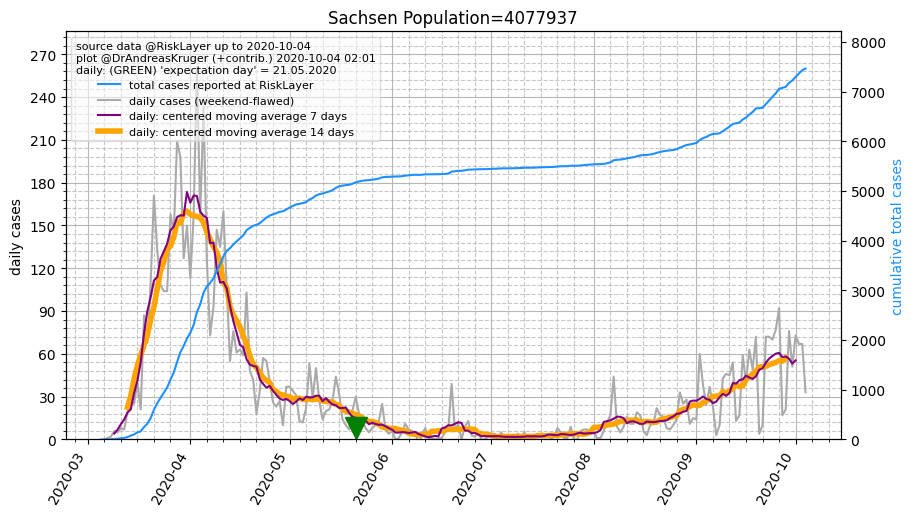 Sachsen Population=4077937
source data @RiskLayer up to 2020-10-04
plot @DrAndreasKruger (+contrib.) 2020-10-04 02:01
daily: (GREEN) 'expectation day' = 21.05.2020
total cases reported at RiskLayer
daily cases (weekend-flawed)
daily: centered moving average 7 days
daily: centered moving average 14 days
daily cases
270
240
210
180
150
120
90
60
30
0
8000
7000
6000
5000
4000
3000
2000
1000
0
cumulative total cases
2020-03
2020-04
2020-05
2020-06
2020-07
2020-08
2020-09
2020-10